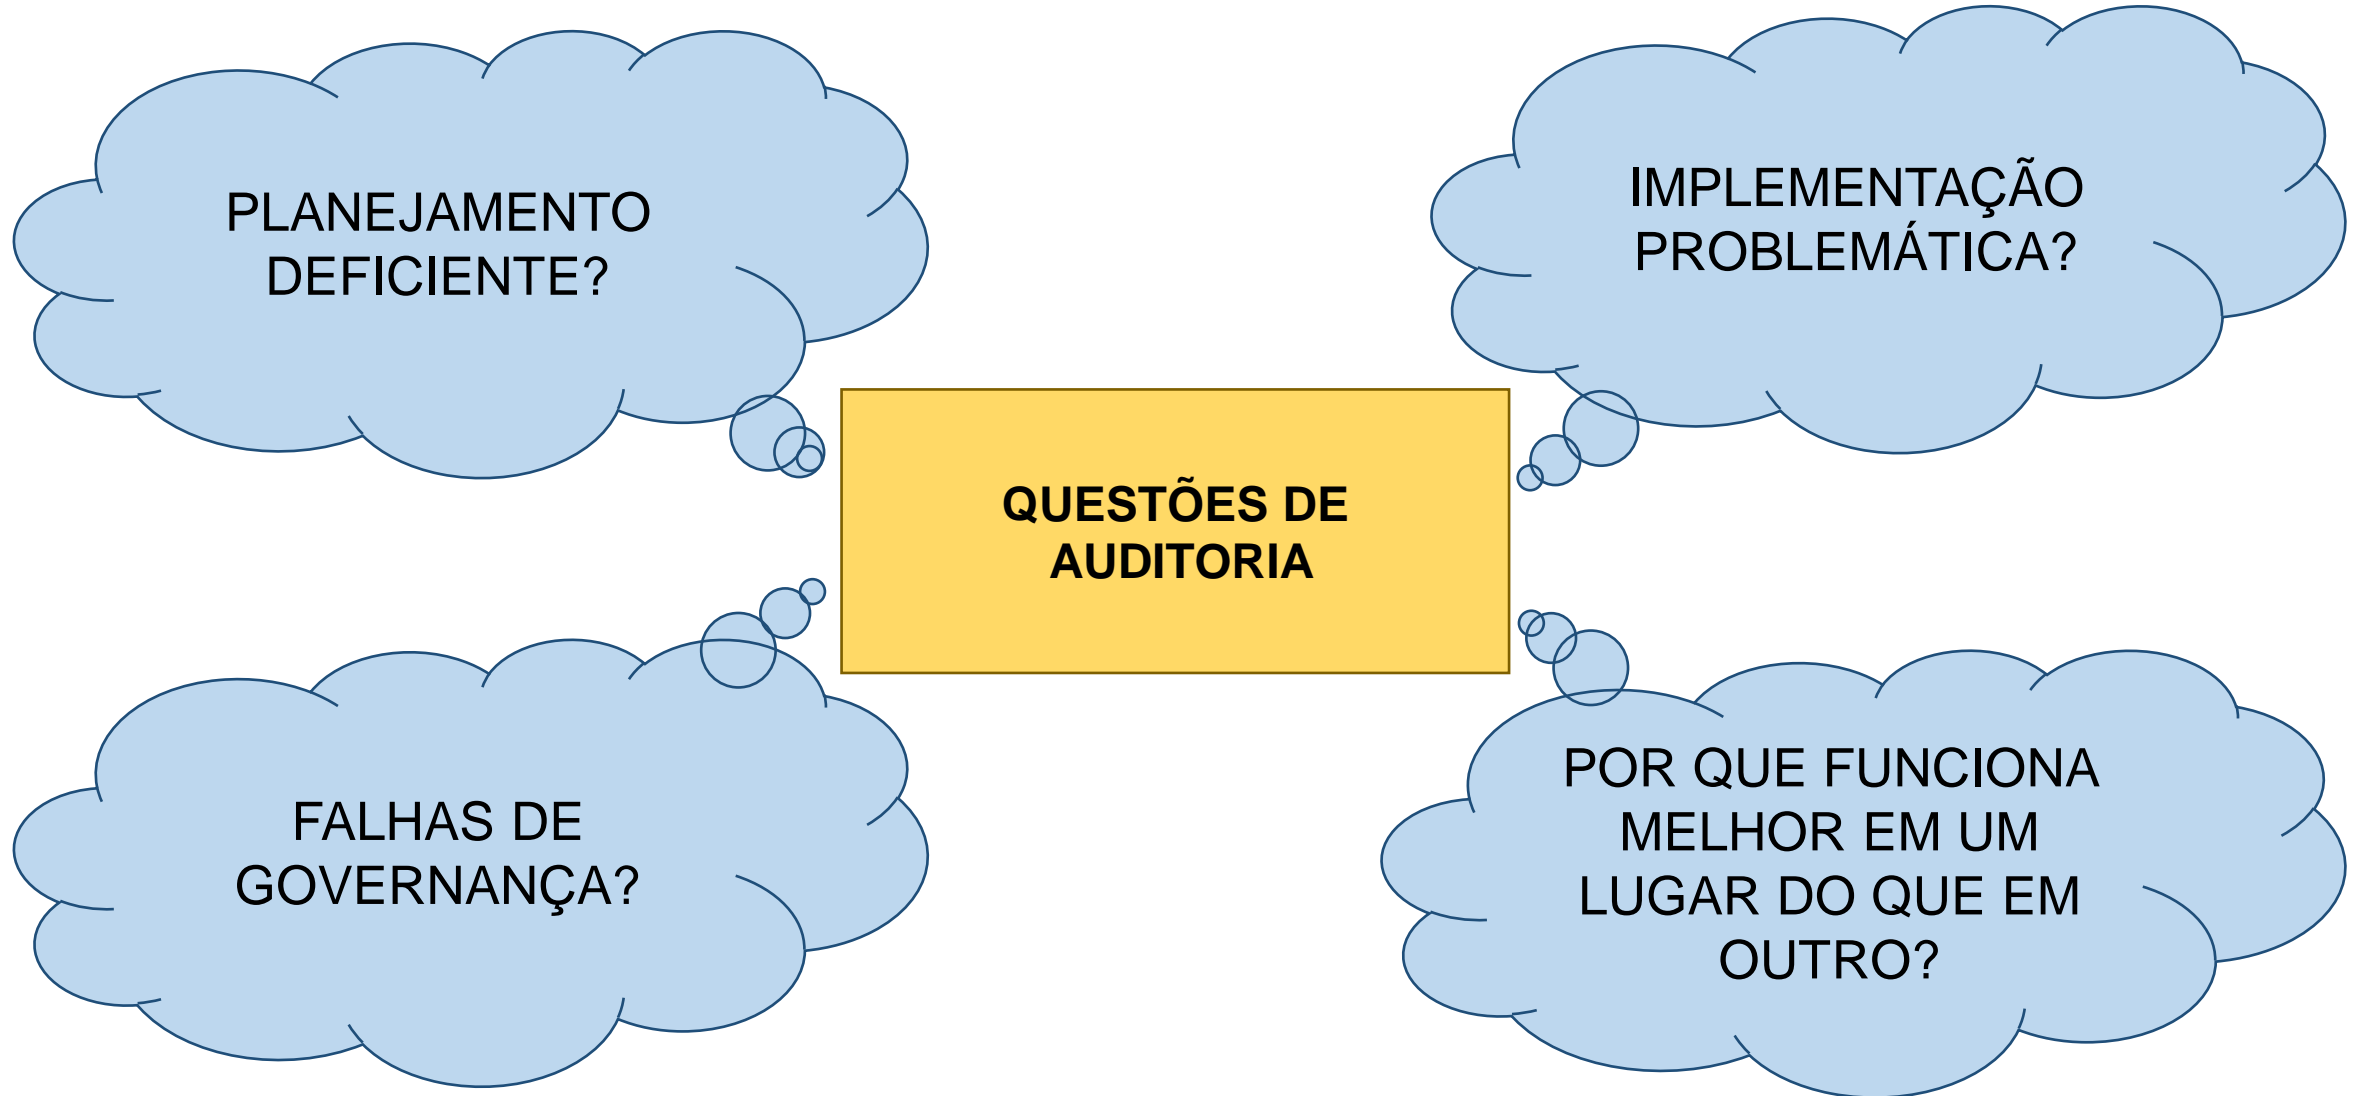 PLANEJAMENTO
DEFICIENTE?
IMPLEMENTAÇÃO
PROBLEMÁTICA?
QUESTÕES DE
AUDITORIA
FALHAS DE
GOVERNANÇA?
POR QUE FUNCIONA
MELHOR EM UM
LUGAR DO QUE EM
OUTRO?